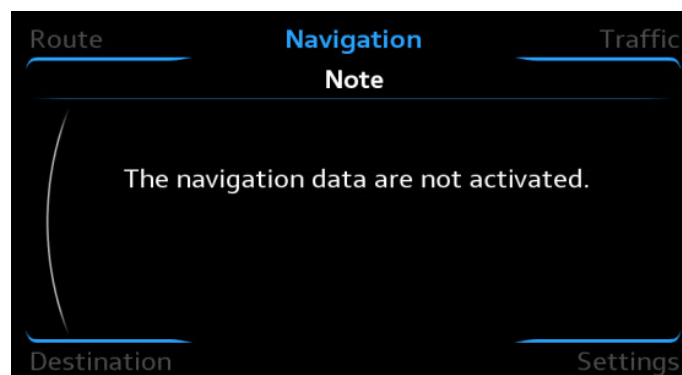 Route Navigation Traffic
Note
The navigation data are not activated.
Destination Settings